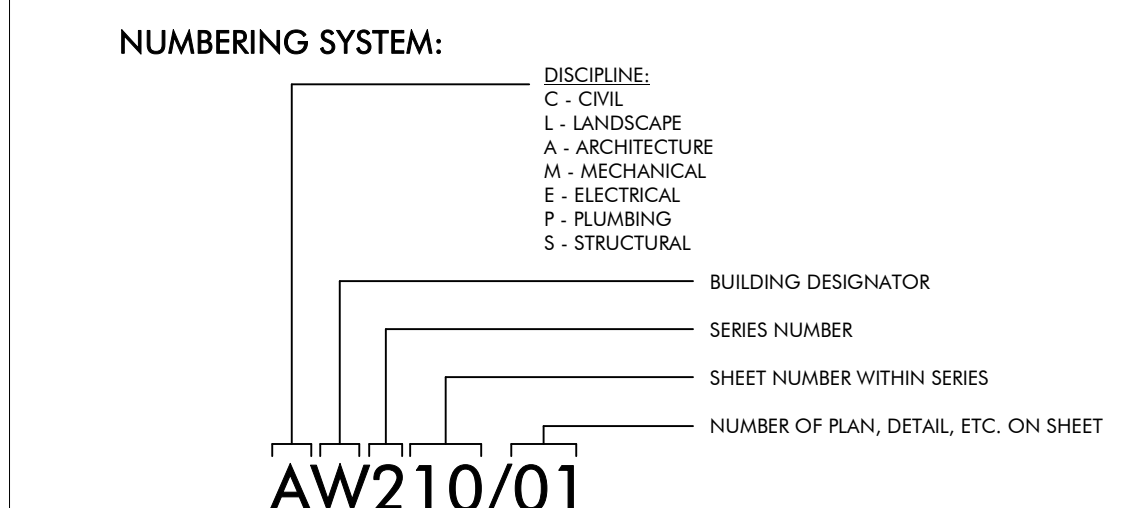 NUMBERING SYSTEM:
DISCIPLINE:
C - CIVIL
L - LANDSCAPE
A - ARCHITECTURE
M - MECHANICAL
E - ELECTRICAL
P - PLUMBING
S - STRUCTURAL
BUILDING DESIGNATOR
SERIES NUMBER
SHEET NUMBER WITHIN SERIES
NUMBER OF PLAN, DETAIL, ETC. ON SHEET
AW210/01